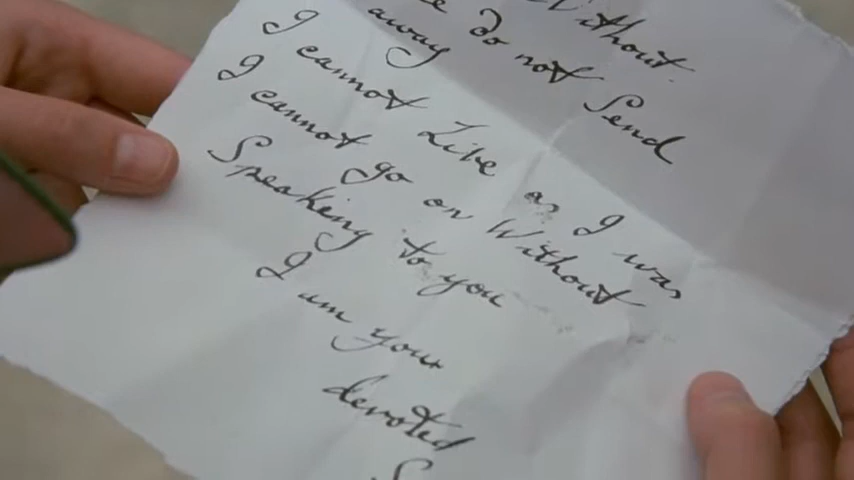 Without.
do not Send
away
I cannot Live as I was
I cannot go on Without
Speaking to you
I am your
devoted
S